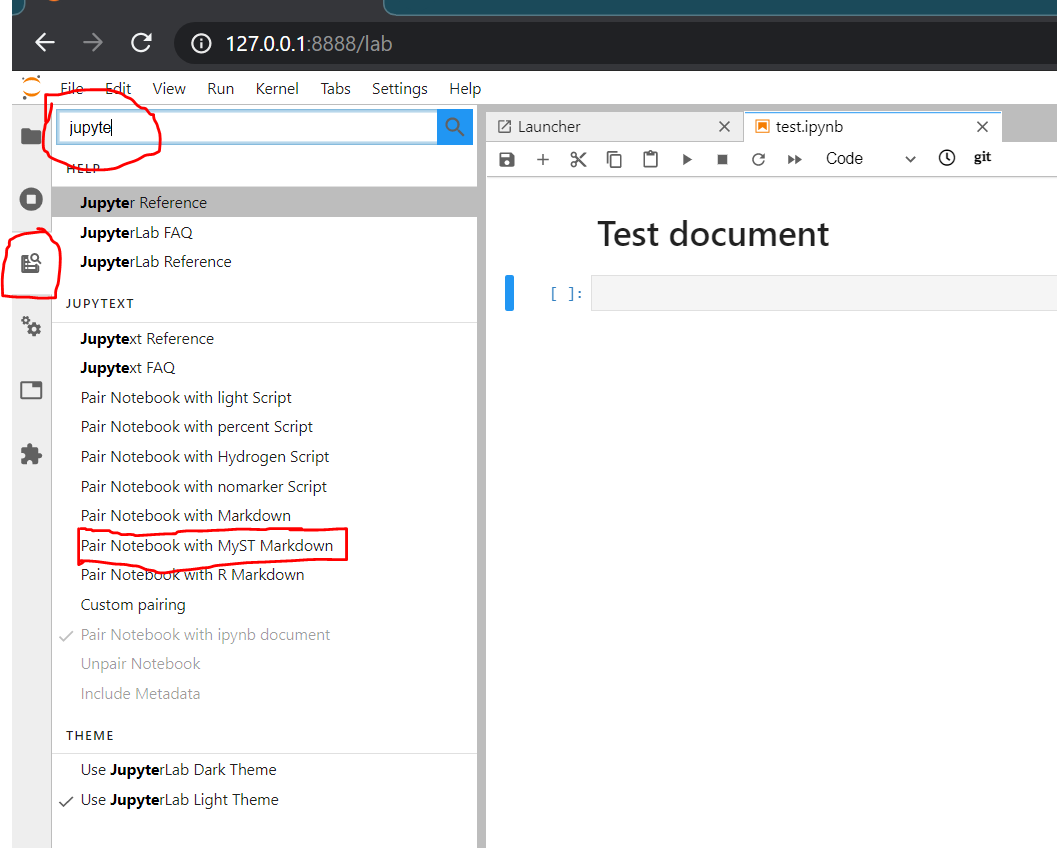 127.0.0.1:8888/lab
File Edit View Run Kernel Tabs Settings Help
jupyte
Launcher
test.ipynb
HELP
Code
git
Jupyter Reference
JupyterLab FAQ
JupyterLab Reference
Test document
[ ]:
JUPYTEXT
Jupytext Reference
Jupytext FAQ
Pair Notebook with light Script
Pair Notebook with percent Script
Pair Notebook with Hydrogen Script
Pair Notebook with nomarker Script
Pair Notebook with Markdown
Pair Notebook with MyST Markdown
Pair Notebook with R Markdown
Custom pairing
Pair Notebook with ipynb document
Unpair Notebook
Include Metadata
THEME
Use JupyterLab Dark Theme
Use JupyterLab Light Theme